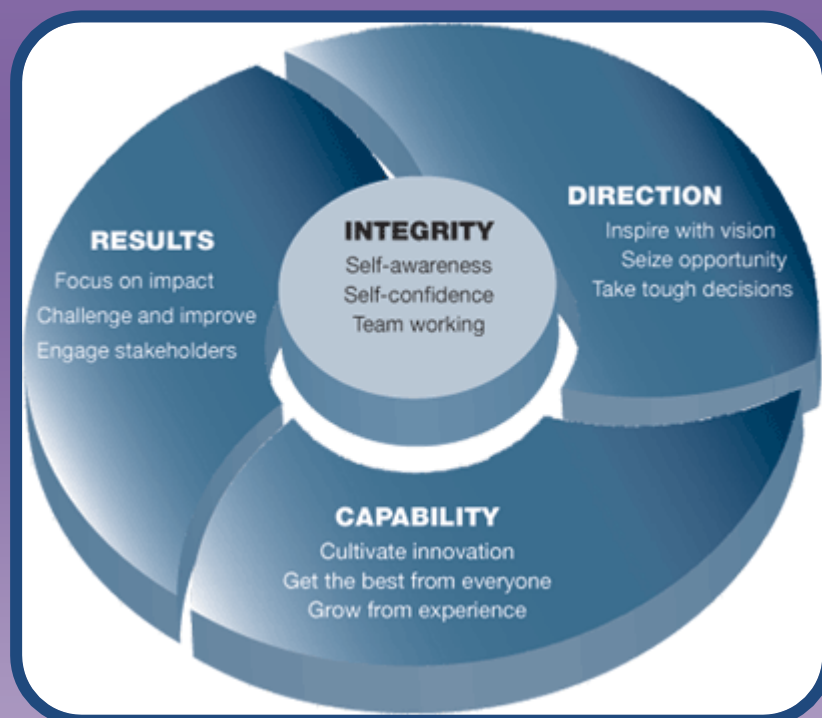 RESULTS
Focus on impact
Challenge and improve
Engage stakeholders
INTEGRITY
Self-awareness
Self-confidence
Team working
DIRECTION
Inspire with vision
Seize opportunity
Take tough decisions
CAPABILITY
Cultivate innovation
Get the best from everyone
Grow from experience